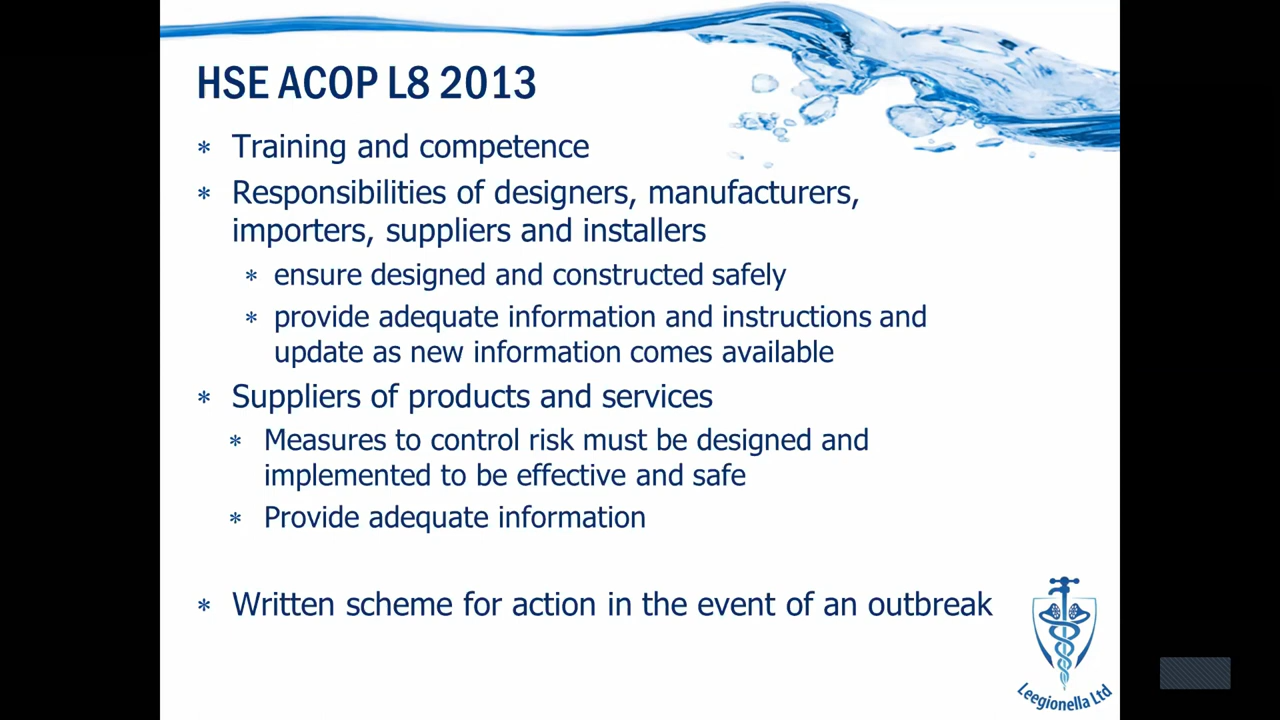 HSE ACOP L8 2013
* Training and competence
* Responsibilities of designers, manufacturers,
importers, suppliers and installers
* ensure designed and constructed safely
* provide adequate information and instructions and
update as new information comes available
* Suppliers of products and services
* Measures to control risk must be designed and
implemented to be effective and safe
* Provide adequate information
* Written scheme for action in the event of an outbreak
Leegionella Ltd